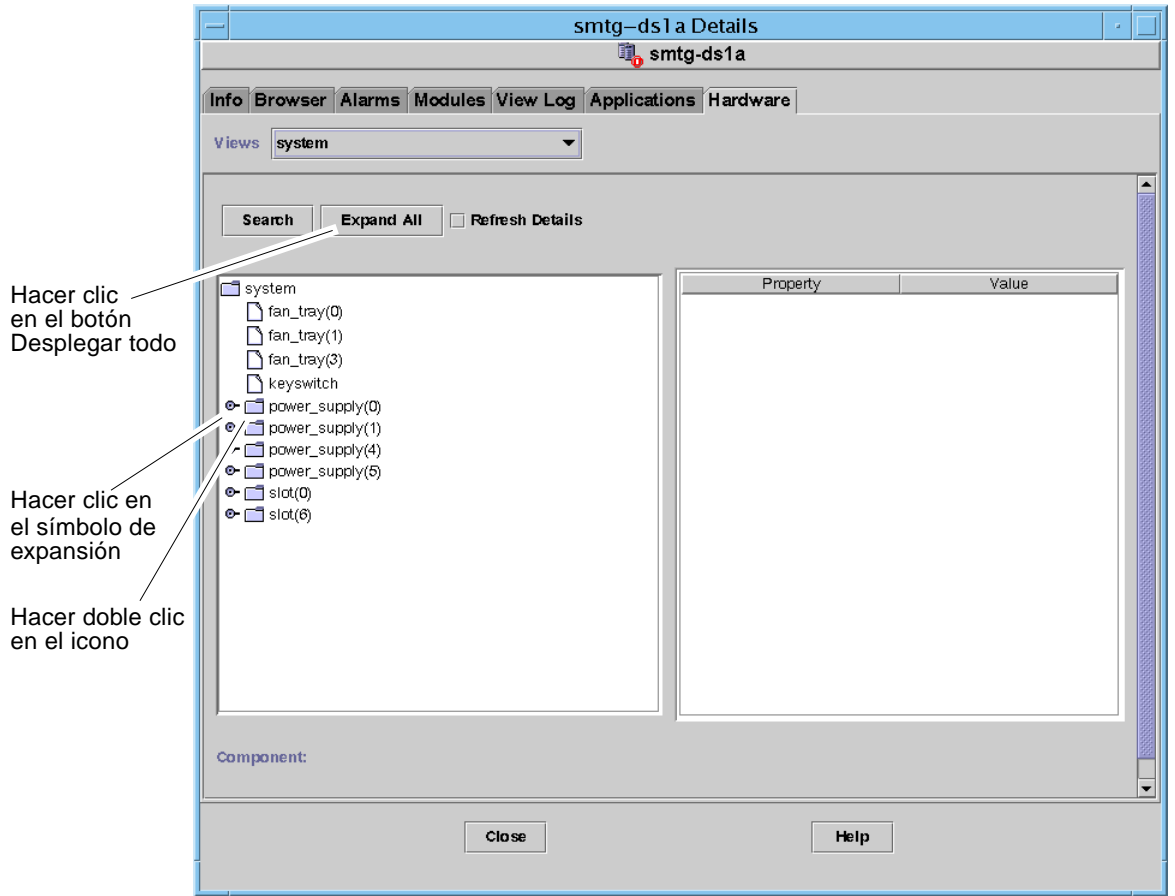 smtg–ds1a Details
smtg-ds1a
Info Browser Alarms Modules View Log Applications Hardware
Views system
Search Expand All Refresh Details
Hacer clic
en el botón
Desplegar todo
system
fan_tray(0)
fan_tray(1)
fan_tray(3)
keyswitch
power_supply(0)
power_supply(1)
power_supply(4)
power_supply(5)
slot(0)
slot(6)
Property Value
Hacer clic en
el símbolo de
expansión
Hacer doble clic
en el icono
Component:
Close Help